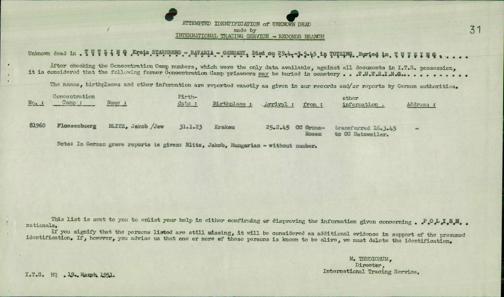 31
ATTEMPTED IDENTIFICATION of UNKNOWN DEAD
made by
INTERNATIONAL TRACING SERVICE - RECORDS BRANCH
Unknown dead in . T U T Z I N G Kreis STARNBERG - BAVARIA - GERMANY, Died on 29.4.-3.5.45 in TUTZING, Buried in T U T Z I N G
After checking the Concentration Camp numbers, which were the only data available, against all documents in I.T.S. possession,
it is considered that the following former Concentration Camp prisoners may be buried in cemetery . . T U T Z I N G . .
The names, birthplaces and other information are reported exactly as given in our records and/or reports by German authorities.
Concentration Birth- other
No. : Camp : Name : date : Birthplace : Arrival : from : information : Address :
81960 Flossenbuerg BLITZ, Jakob /Jew 31.1.23 Krakau 25.2.45 CC Gross- transferred 16.3.45 -
Rosen to CC Natzweiler.
Note: In German grave reports is given: Blitz, Jakob, Hungarian - without number.
This list is sent to you to enlist your help in either confirming or disproving the information given concerning . P O L I S H .
nationals.
If you signify that the persons listed are still missing, it will be considered as additional evidence in support of the presumed
identification. If, however, you advise us that one or more of these persons is known to be alive, we must delete the identification.
Director,
International Tracing Service.
I.T.S. HQ , 19. March 1951.